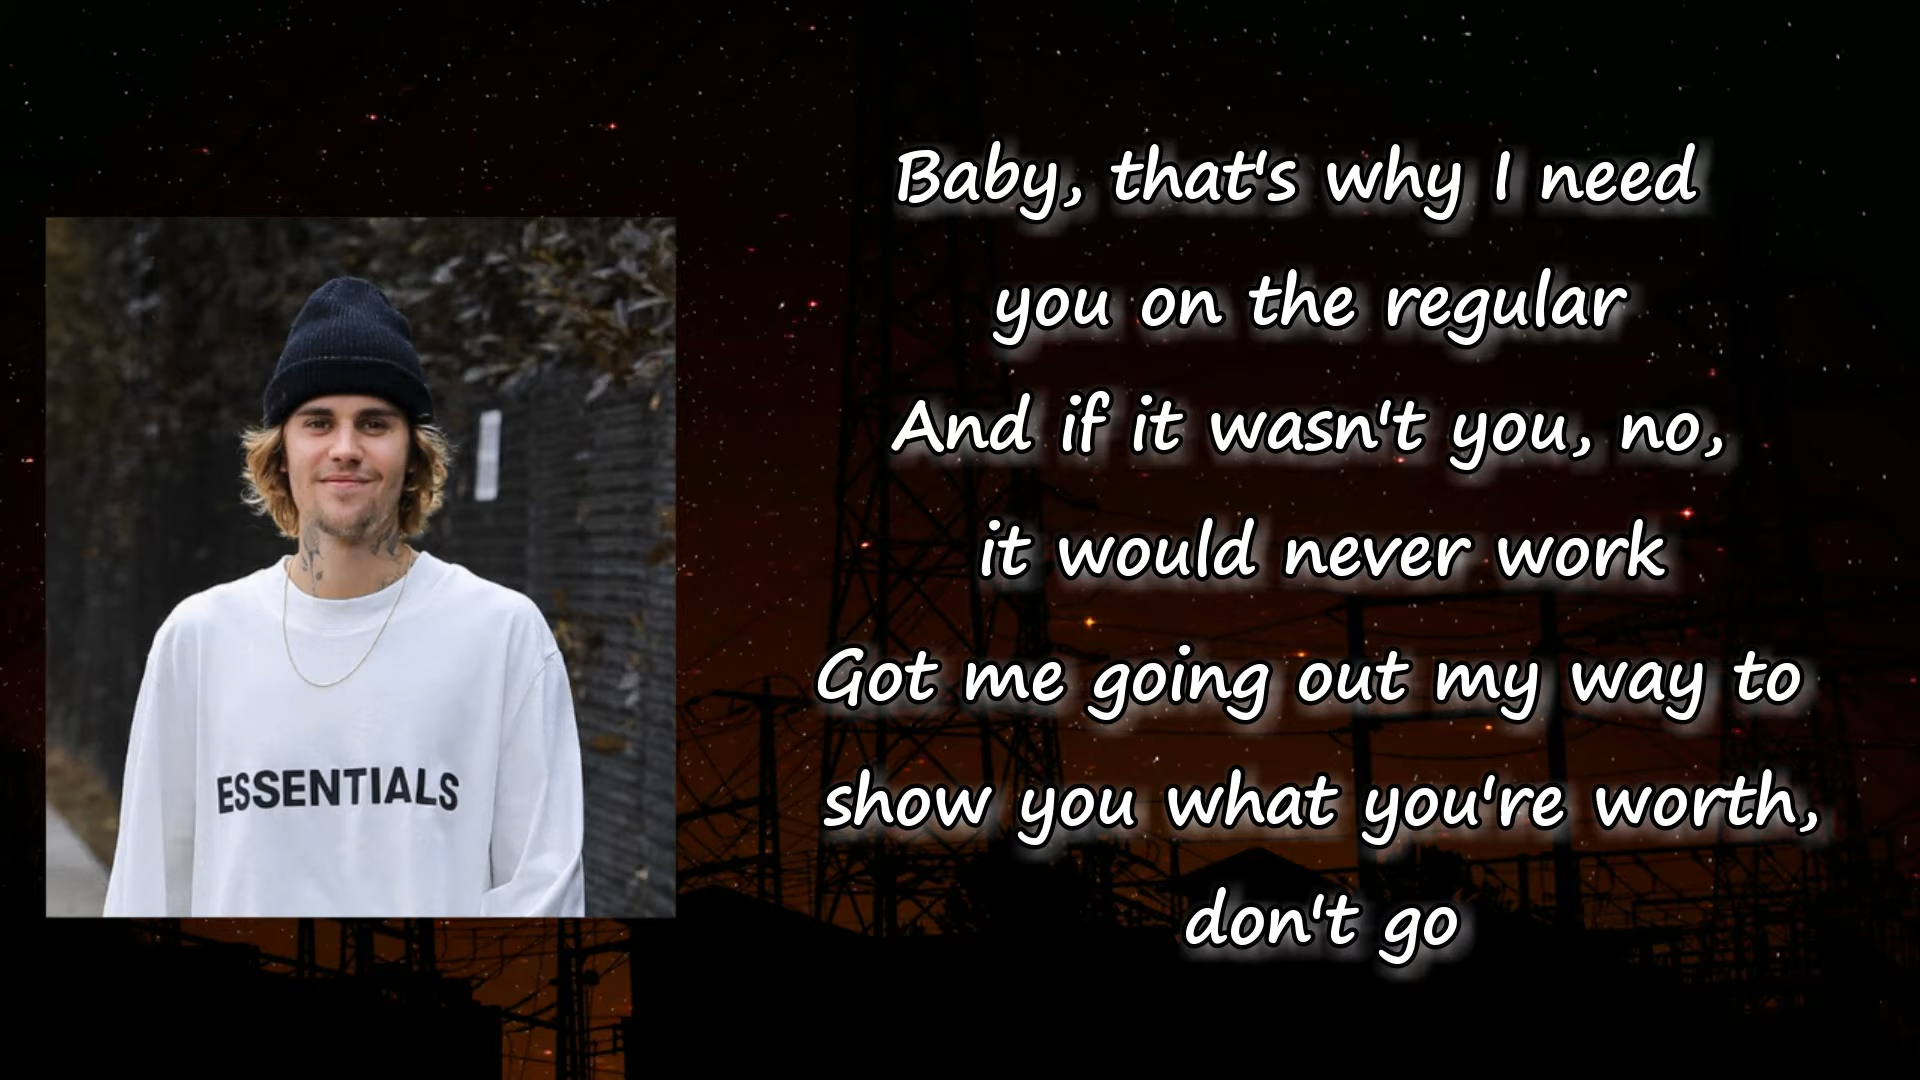 Baby, that's why I need
you on the regular
And if it wasn't you, no,
it would never work
Got me going out my way to
show you what you're worth,
don't go
ESSENTIALS